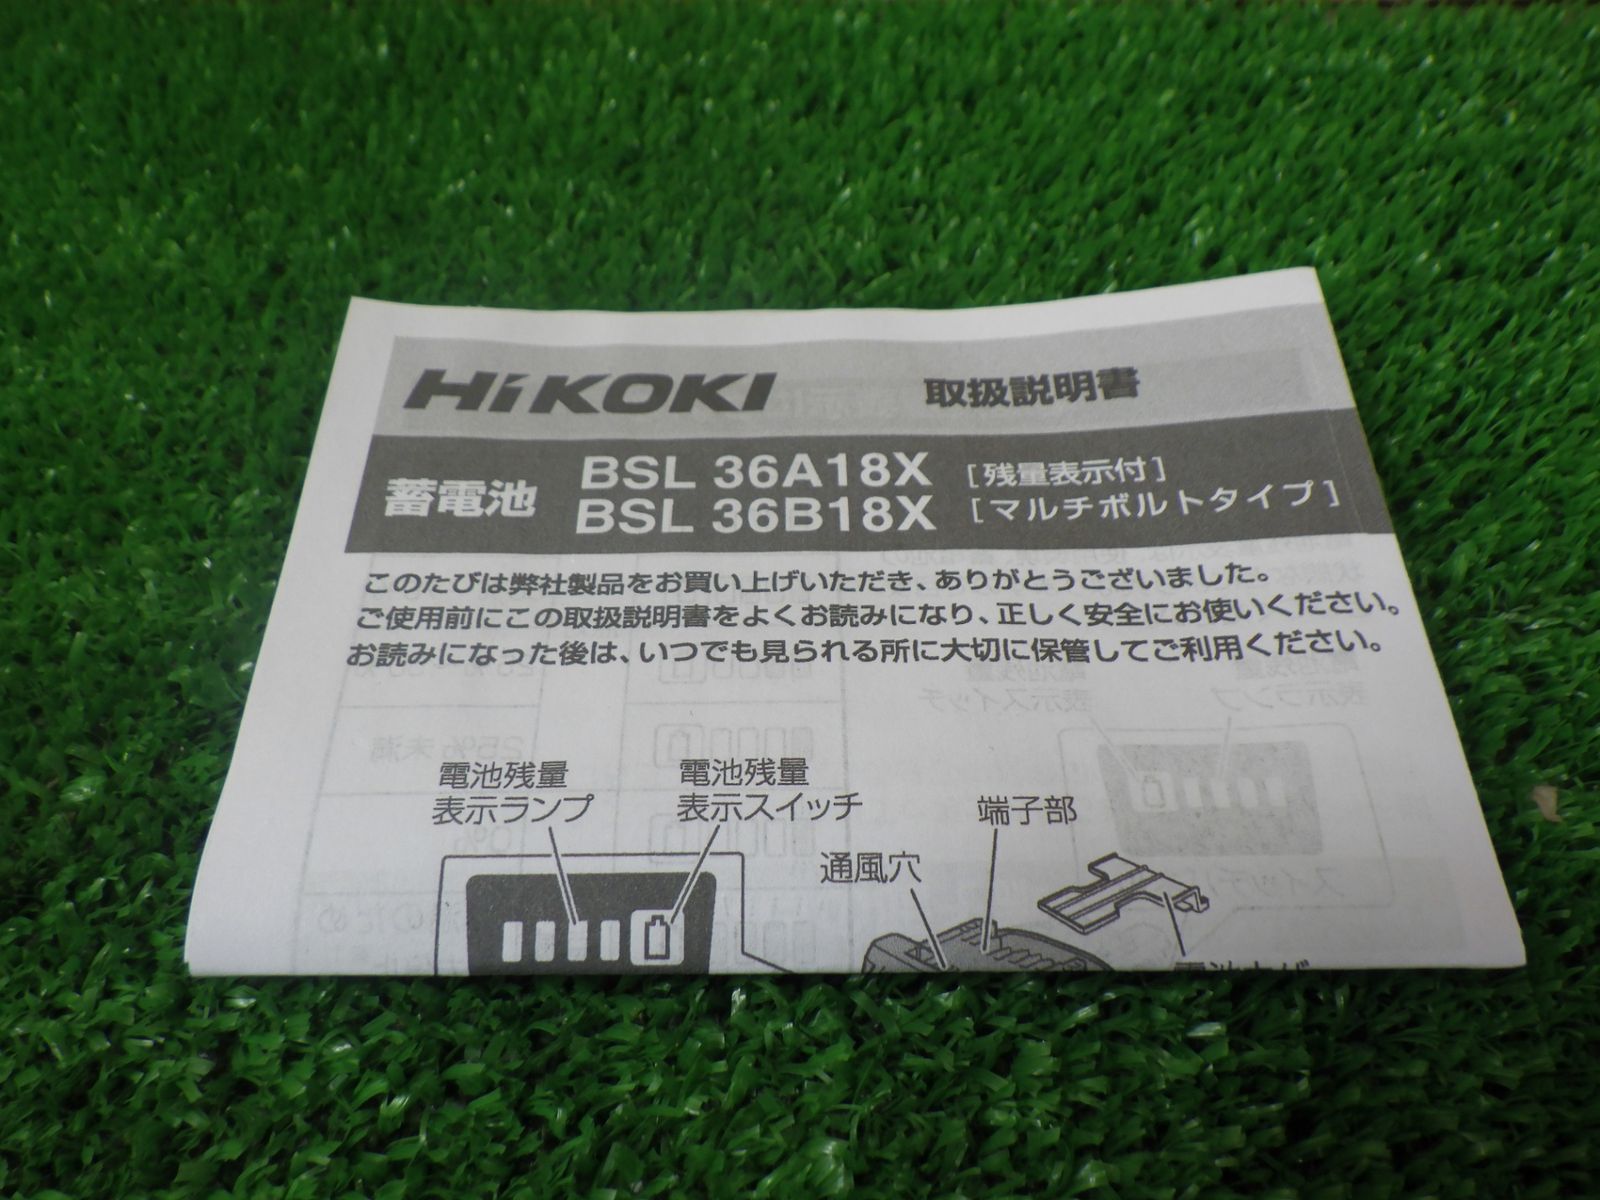 HiKOKI 取扱説明書
蓄電池
BSL 36A18X [残量表示付]
BSL 36B18X [マルチボルトタイプ]
このたびは弊社製品をお買い上げいただき、ありがとうございました。
ご使用前にこの取扱説明書をよくお読みになり、正しく安全にお使いください。
お読みになった後は、いつでも見られる所に大切に保管してご利用ください。
電池残量
表示ランプ
電池残量
表示スイッチ
端子部
通風穴